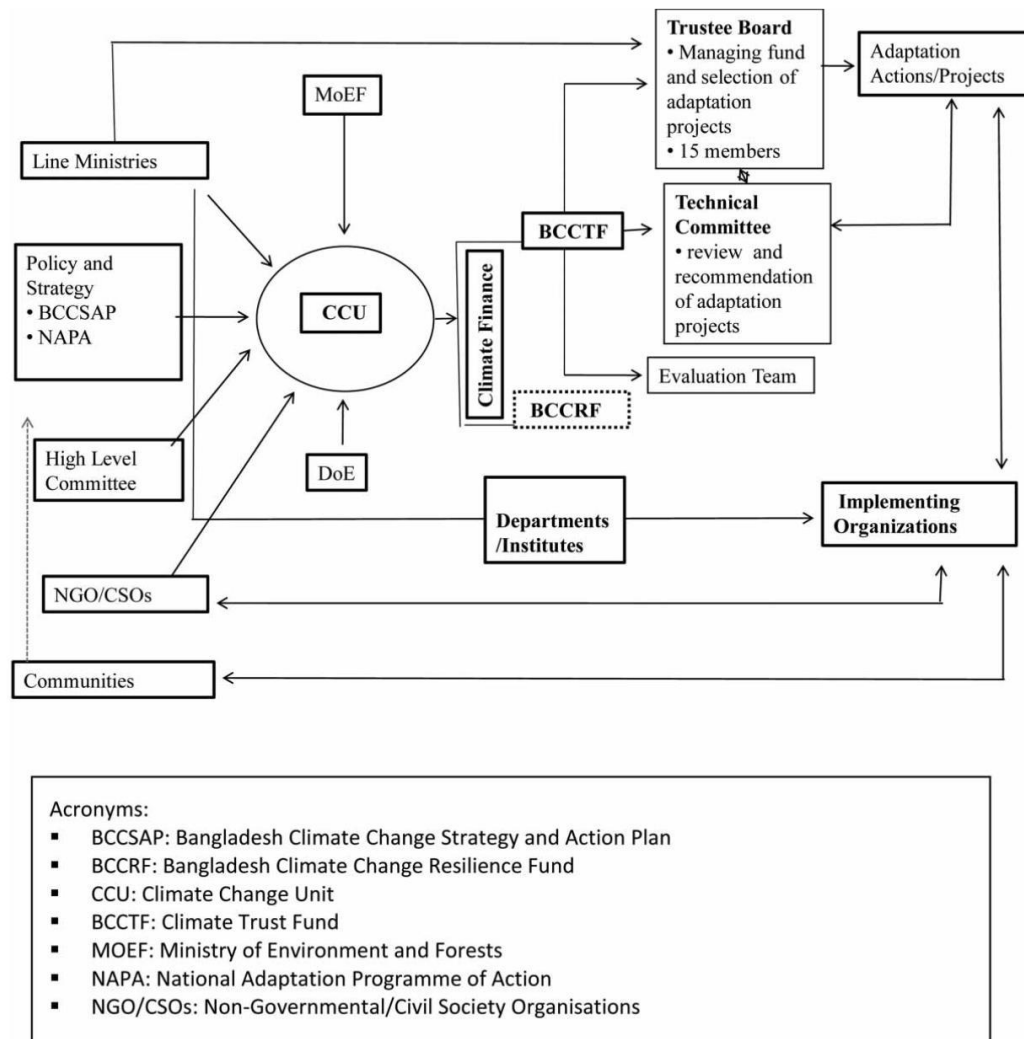 Trustee Board
• Managing fund
and selection of
adaptation
projects
• 15 members
Adaptation
Actions/Projects
MoEF
Line Ministries
Technical
Committee
• review and
recommendation
of adaptation
projects
BCCTF
Policy and
Strategy
• BCCSAP
• NAPA
CCU
Climate Finance
Evaluation Team
BCCRF
High Level
Committee
DoE
Departments
/Institutes
Implementing
Organizations
NGO/CSOs
Communities
Acronyms:
▪ BCCSAP: Bangladesh Climate Change Strategy and Action Plan
▪ BCCRF: Bangladesh Climate Change Resilience Fund
▪ CCU: Climate Change Unit
▪ BCCTF: Climate Trust Fund
▪ MOEF: Ministry of Environment and Forests
▪ NAPA: National Adaptation Programme of Action
▪ NGO/CSOs: Non-Governmental/Civil Society Organisations